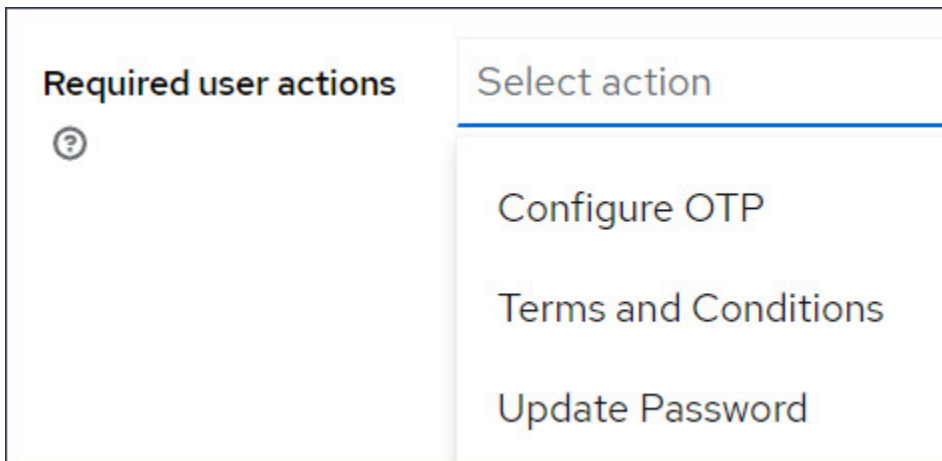 Required user actions
Select action
Configure OTP
Terms and Conditions
Update Password